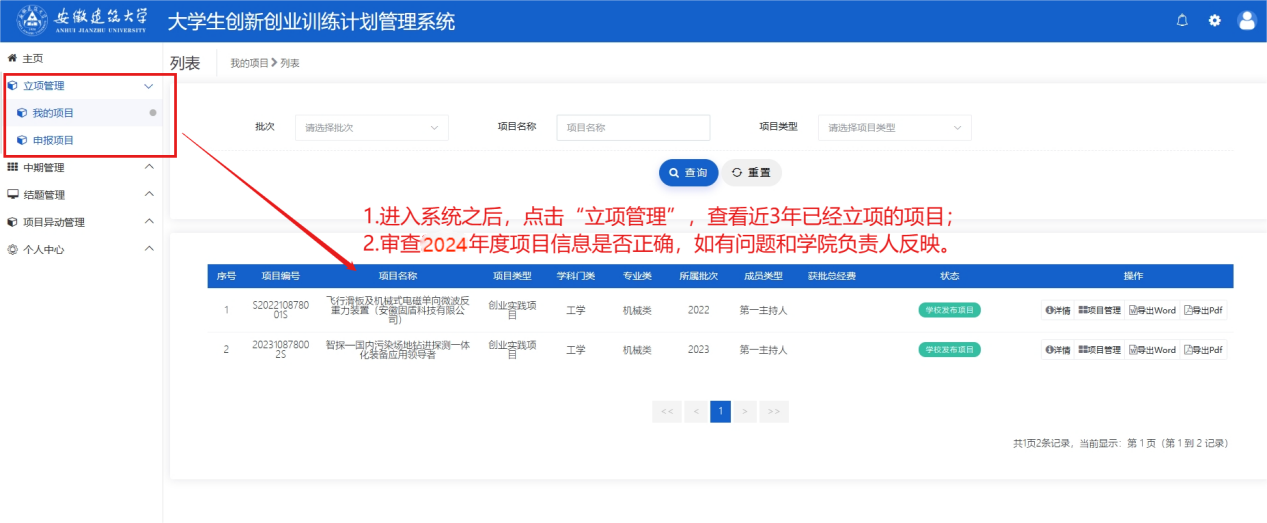 安徽建筑大学
ANHUI JIANZHU UNIVERSITY
大学生创新创业训练计划管理系统
主页
立项管理
我的项目
申报项目
中期管理
结题管理
项目异动管理
个人中心
列表 我的项目 列表
批次 请选择批次 项目名称 项目名称 项目类型 请选择项目类型
查询 重置
1.进入系统之后，点击“立项管理”，查看近3年已经立项的项目；
2.审查2024年度项目信息是否正确，如有问题和学院负责人反映。
序号 项目编号 项目名称 项目类型 学科门类 专业类 所属批次 成员类型 获批总经费 状态 操作
1 S202210878001S 飞行滑板及机械式电磁单向微波反重力装置（安徽固盾科技有限公司） 创业实践项目 工学 机械类 2022 第一主持人 学校发布项目 详情 项目管理 导出Word 导出Pdf
2 202310878002S 智探—国内污染场地钻进探测一体化装备应用领导者 创业实践项目 工学 机械类 2023 第一主持人 学校发布项目 详情 项目管理 导出Word 导出Pdf
<< < 1 > >>
共1页2条记录，当前显示：第 1 页（第 1 到 2 记录）